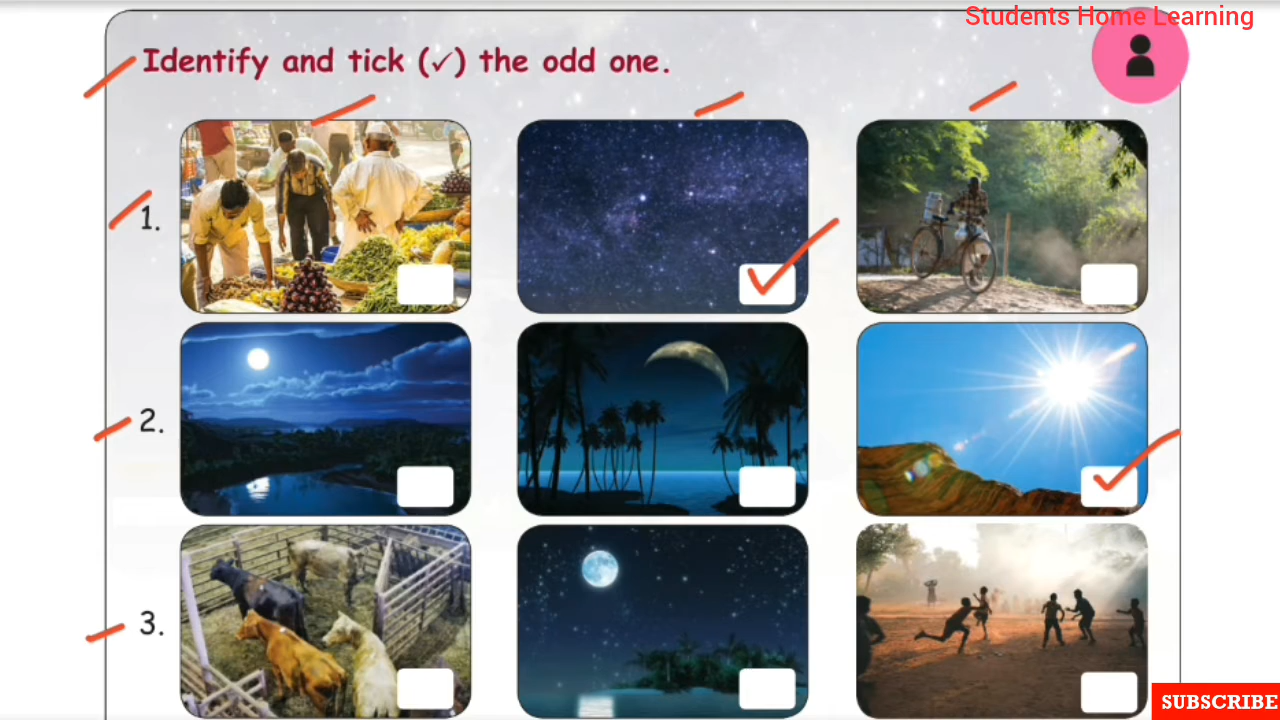 Students Home Learning
Identify and tick (✓) the odd one.
1.
2.
3.
SUBSCRIBE